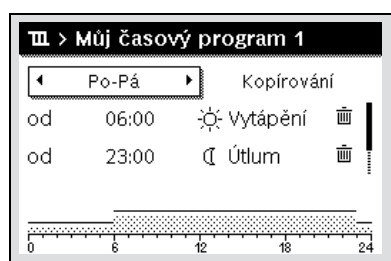 > Můj časový program 1
Po-Pá Kopírování
od 06:00 Vytápění
od 23:00 Útlum
0 6 12 18 24